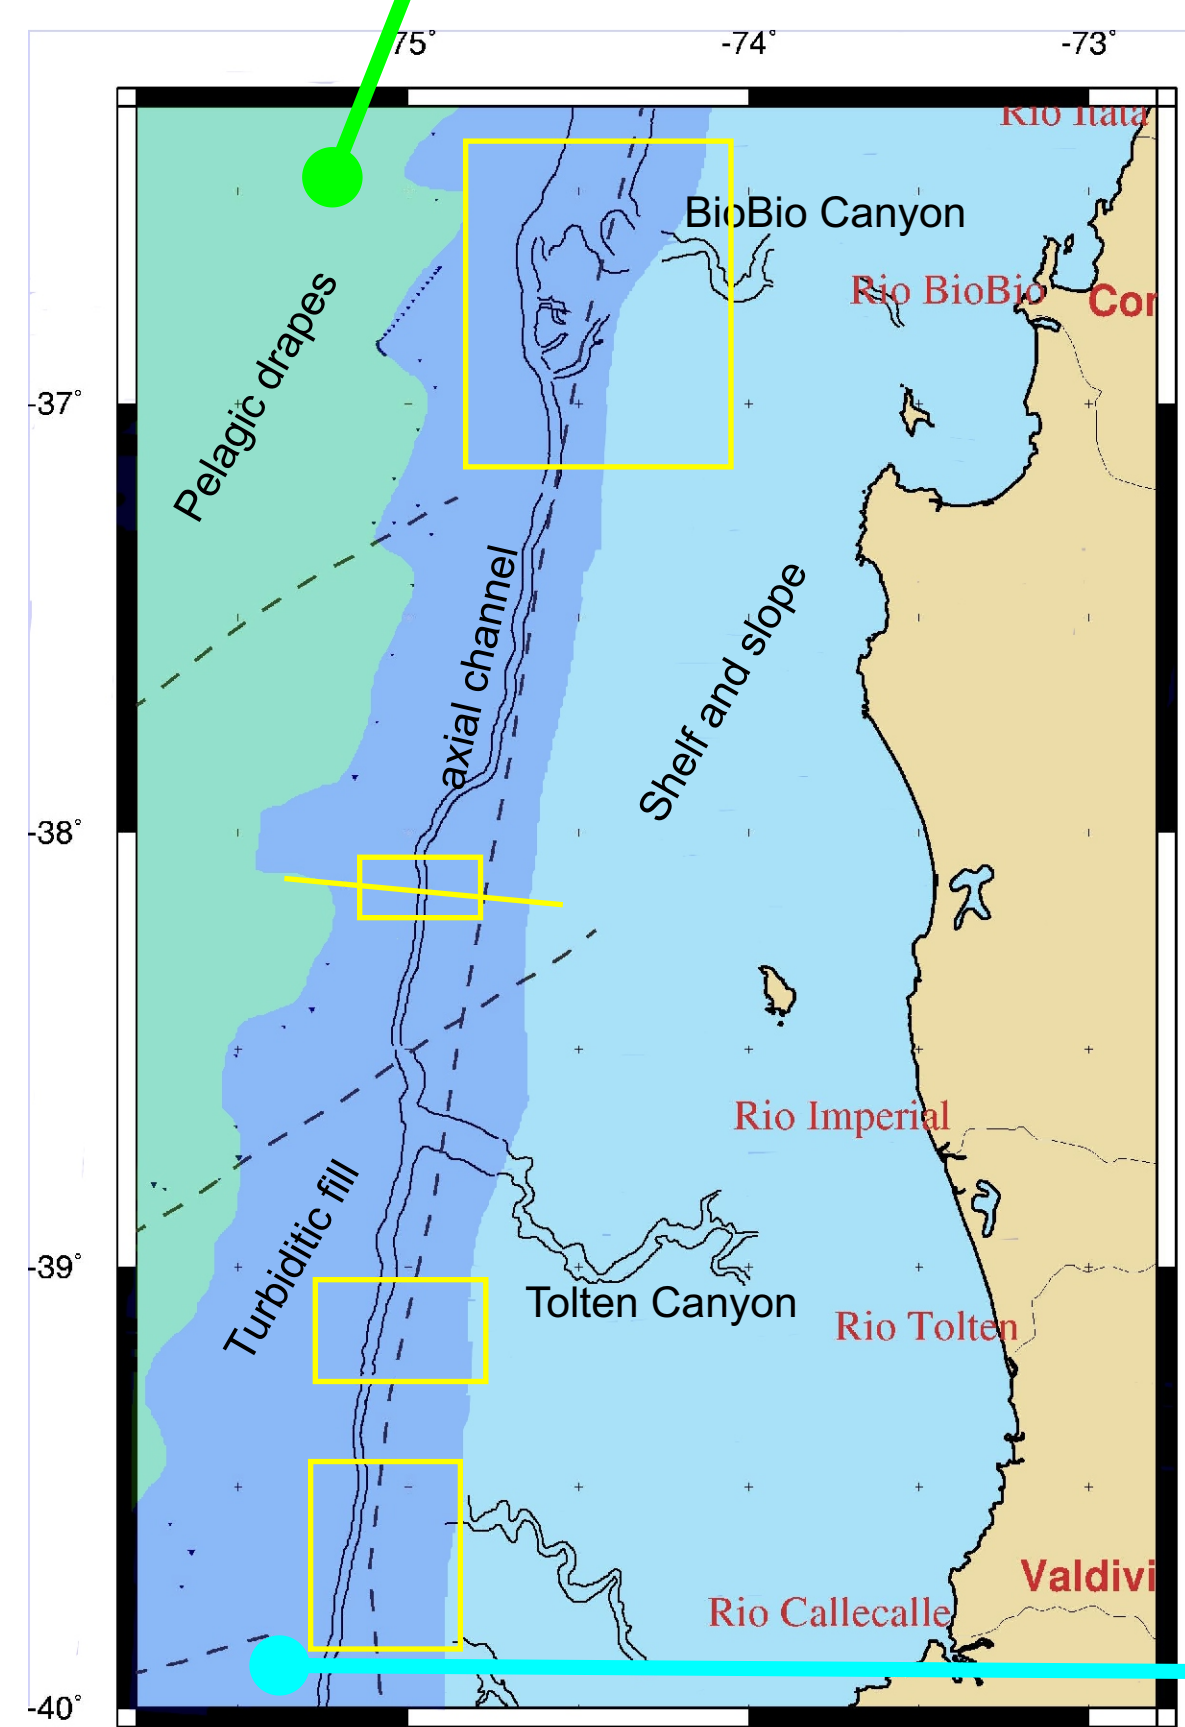 75° -74° -73°
Rio Itata
BioBio Canyon
Rio BioBio
Cor
Pelagic drapes
-37°
axial channel
Shelf and slope
-38°
Rio Imperial
Turbiditic fill
-39°
Tolten Canyon
Rio Tolten
Valdivi
Rio Callecalle
-40°